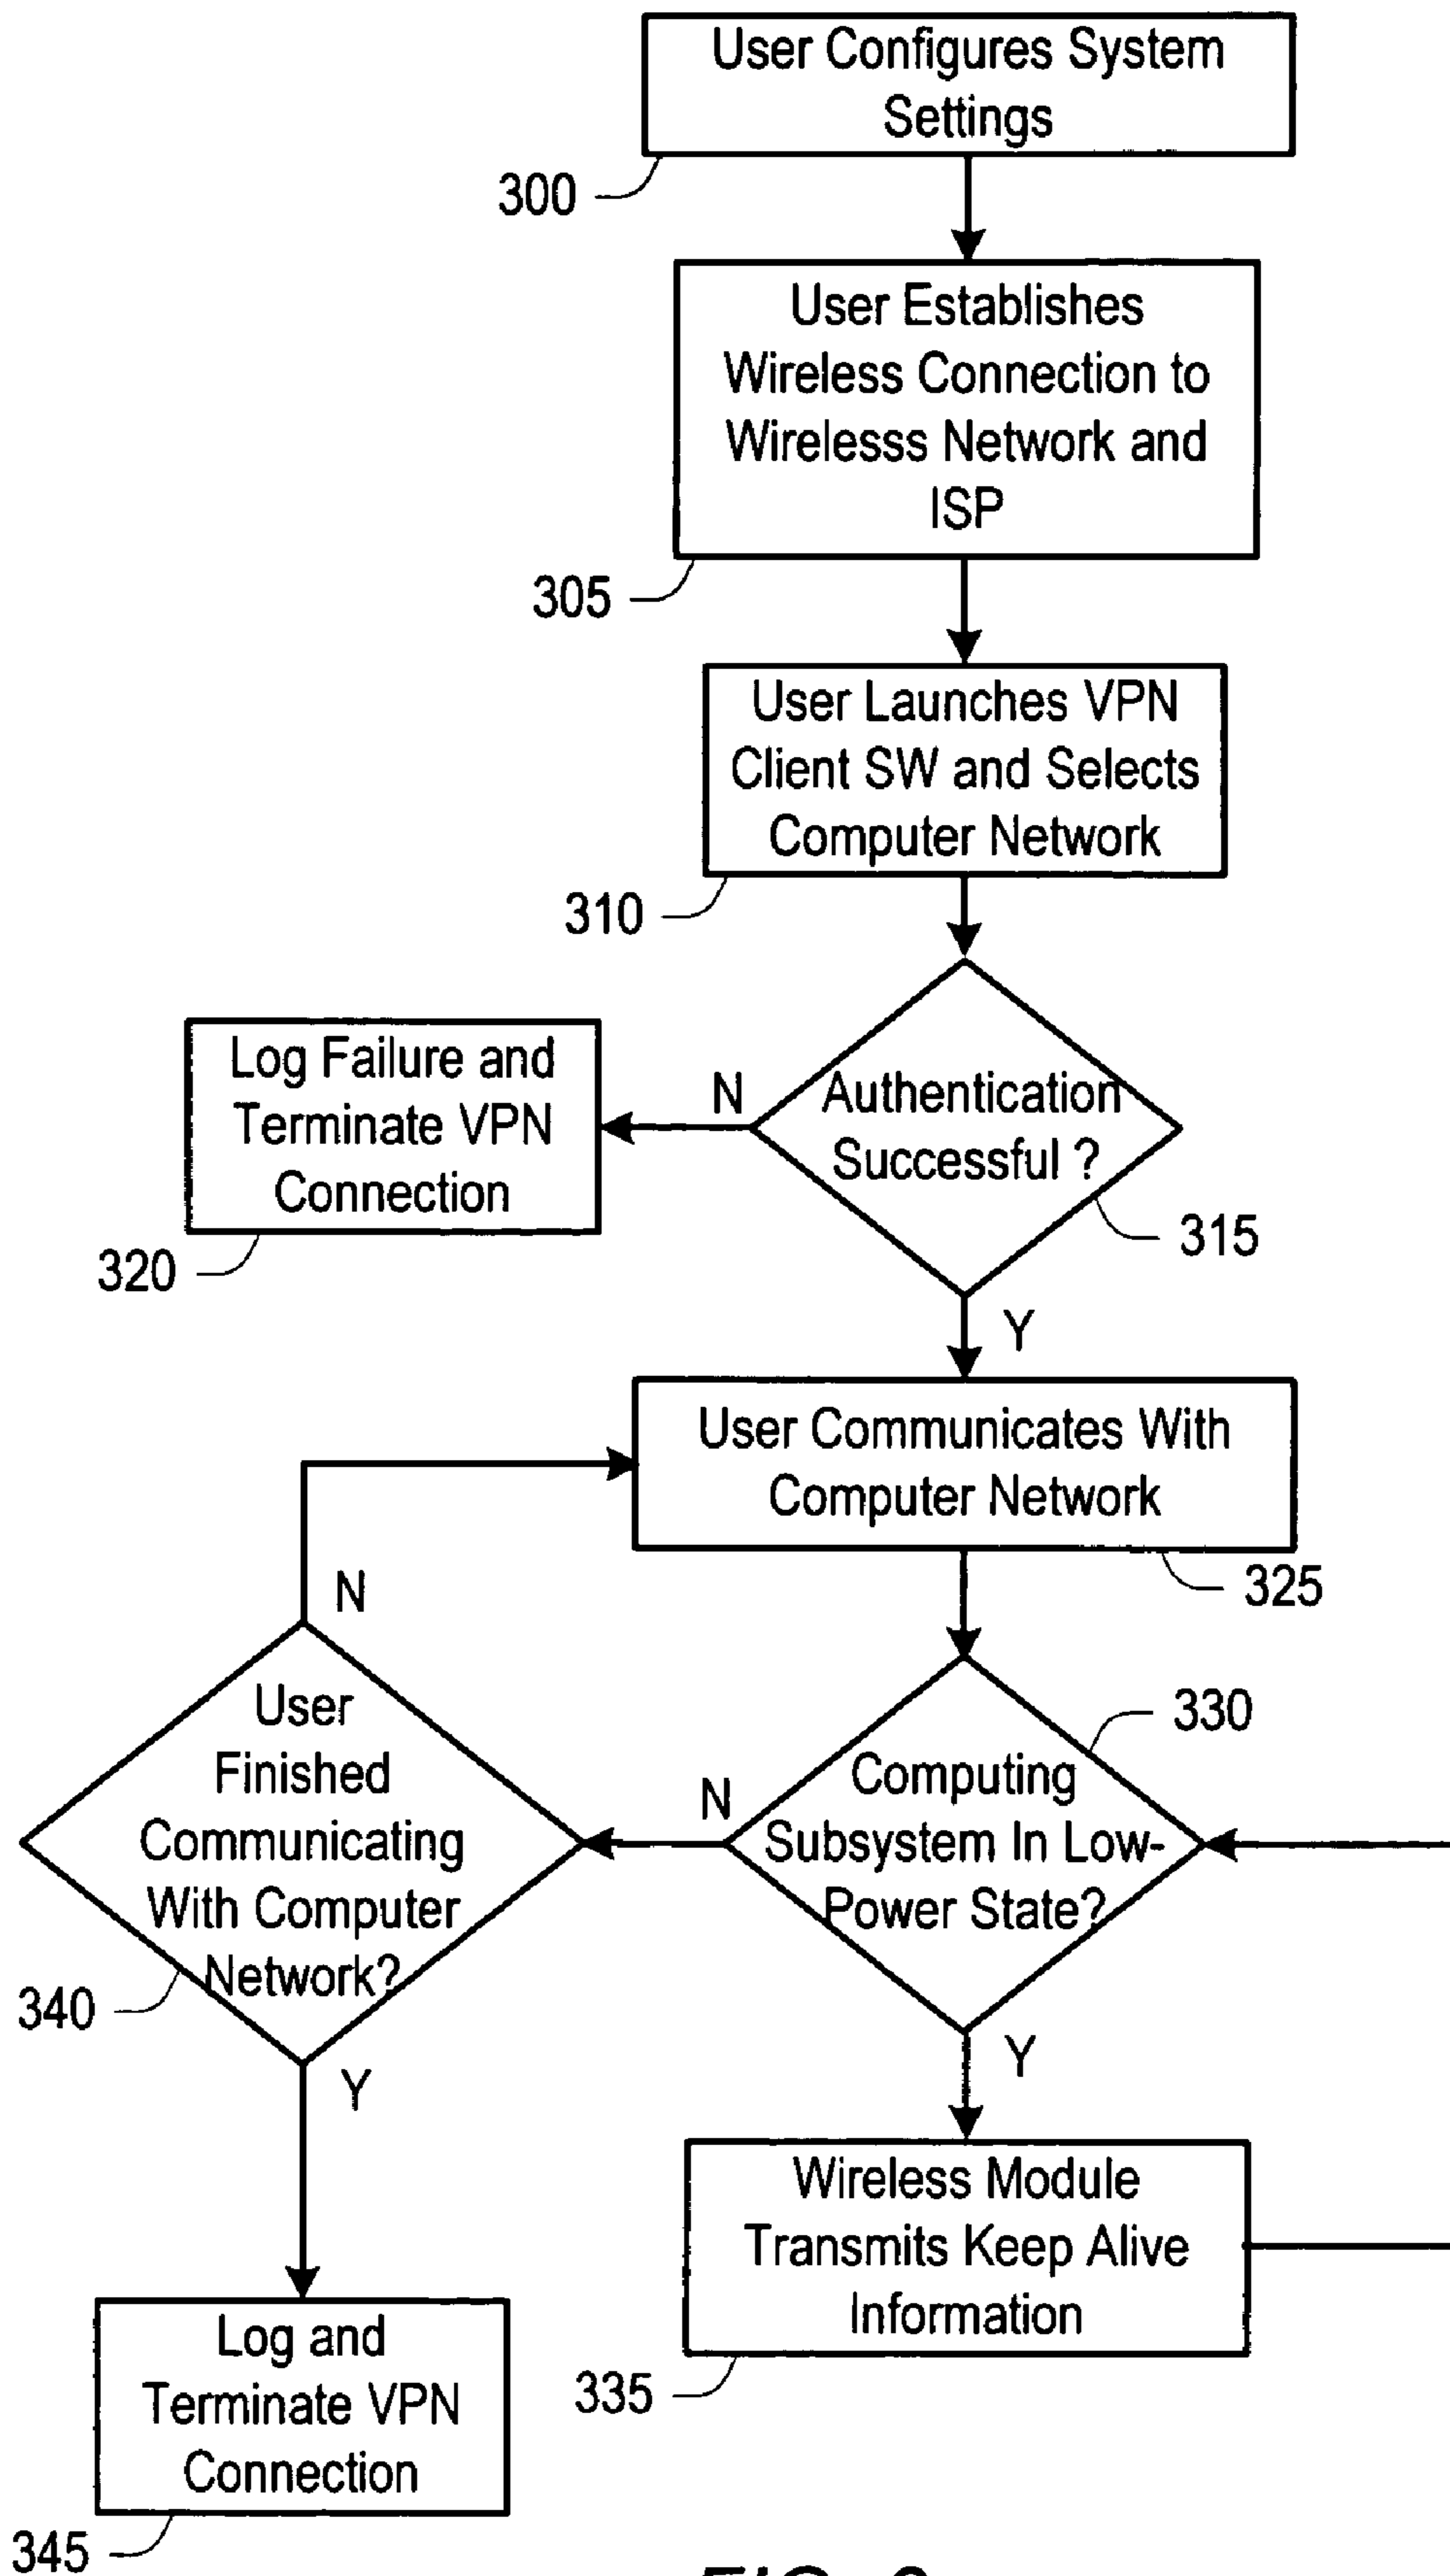 User Configures System
Settings
300
User Establishes
Wireless Connection to
Wirelesss Network and
ISP
305
User Launches VPN
Client SW and Selects
Computer Network
310
Log Failure and
Terminate VPN
Connection
320
N
Authentication
Successful ?
315
Y
User Communicates With
Computer Network
325
N
User
Finished
Communicating
With Computer
Network?
340
N
Computing
Subsystem In Low-
Power State?
330
Y
Y
Wireless Module
Transmits Keep Alive
Information
335
Log and
Terminate VPN
Connection
345